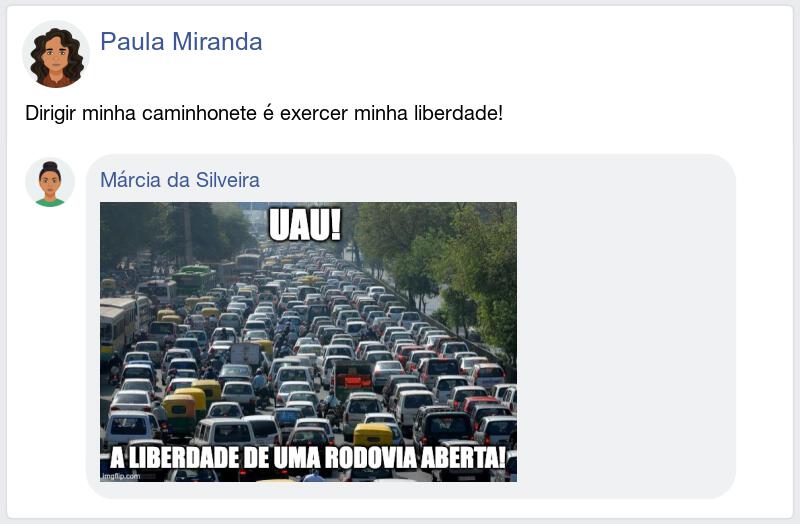 Paula Miranda
Dirigir minha caminhonete é exercer minha liberdade!
Márcia da Silveira
UAU!
A LIBERDADE DE UMA RODOVIA ABERTA!
imgflip.com